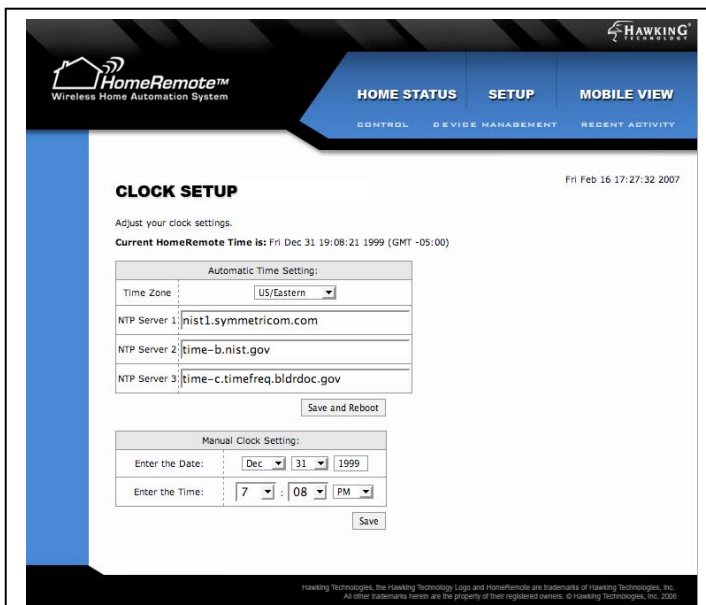 HAWKING
TECHNOLOGY
HomeRemote™
Wireless Home Automation System
HOME STATUS SETUP MOBILE VIEW
CONTROL DEVICE MANAGEMENT RECENT ACTIVITY
Fri Feb 16 17:27:32 2007
CLOCK SETUP
Adjust your clock settings.
Current HomeRemote Time is: Fri Dec 31 19:08:21 1999 (GMT -05:00)
Automatic Time Setting:
Time Zone US/Eastern
NTP Server 1 nist1.symmetricom.com
NTP Server 2 time-b.nist.gov
NTP Server 3 time-c.timefreq.bldrdoc.gov
Save and Reboot
Manual Clock Setting:
Enter the Date: Dec 31 1999
Enter the Time: 7 : 08 PM
Save
Hawking Technologies, the Hawking Technology Logo and HomeRemote are trademarks of Hawking Technologies, Inc.
All other trademarks herein are the property of their registered owners. © Hawking Technologies, Inc. 2006